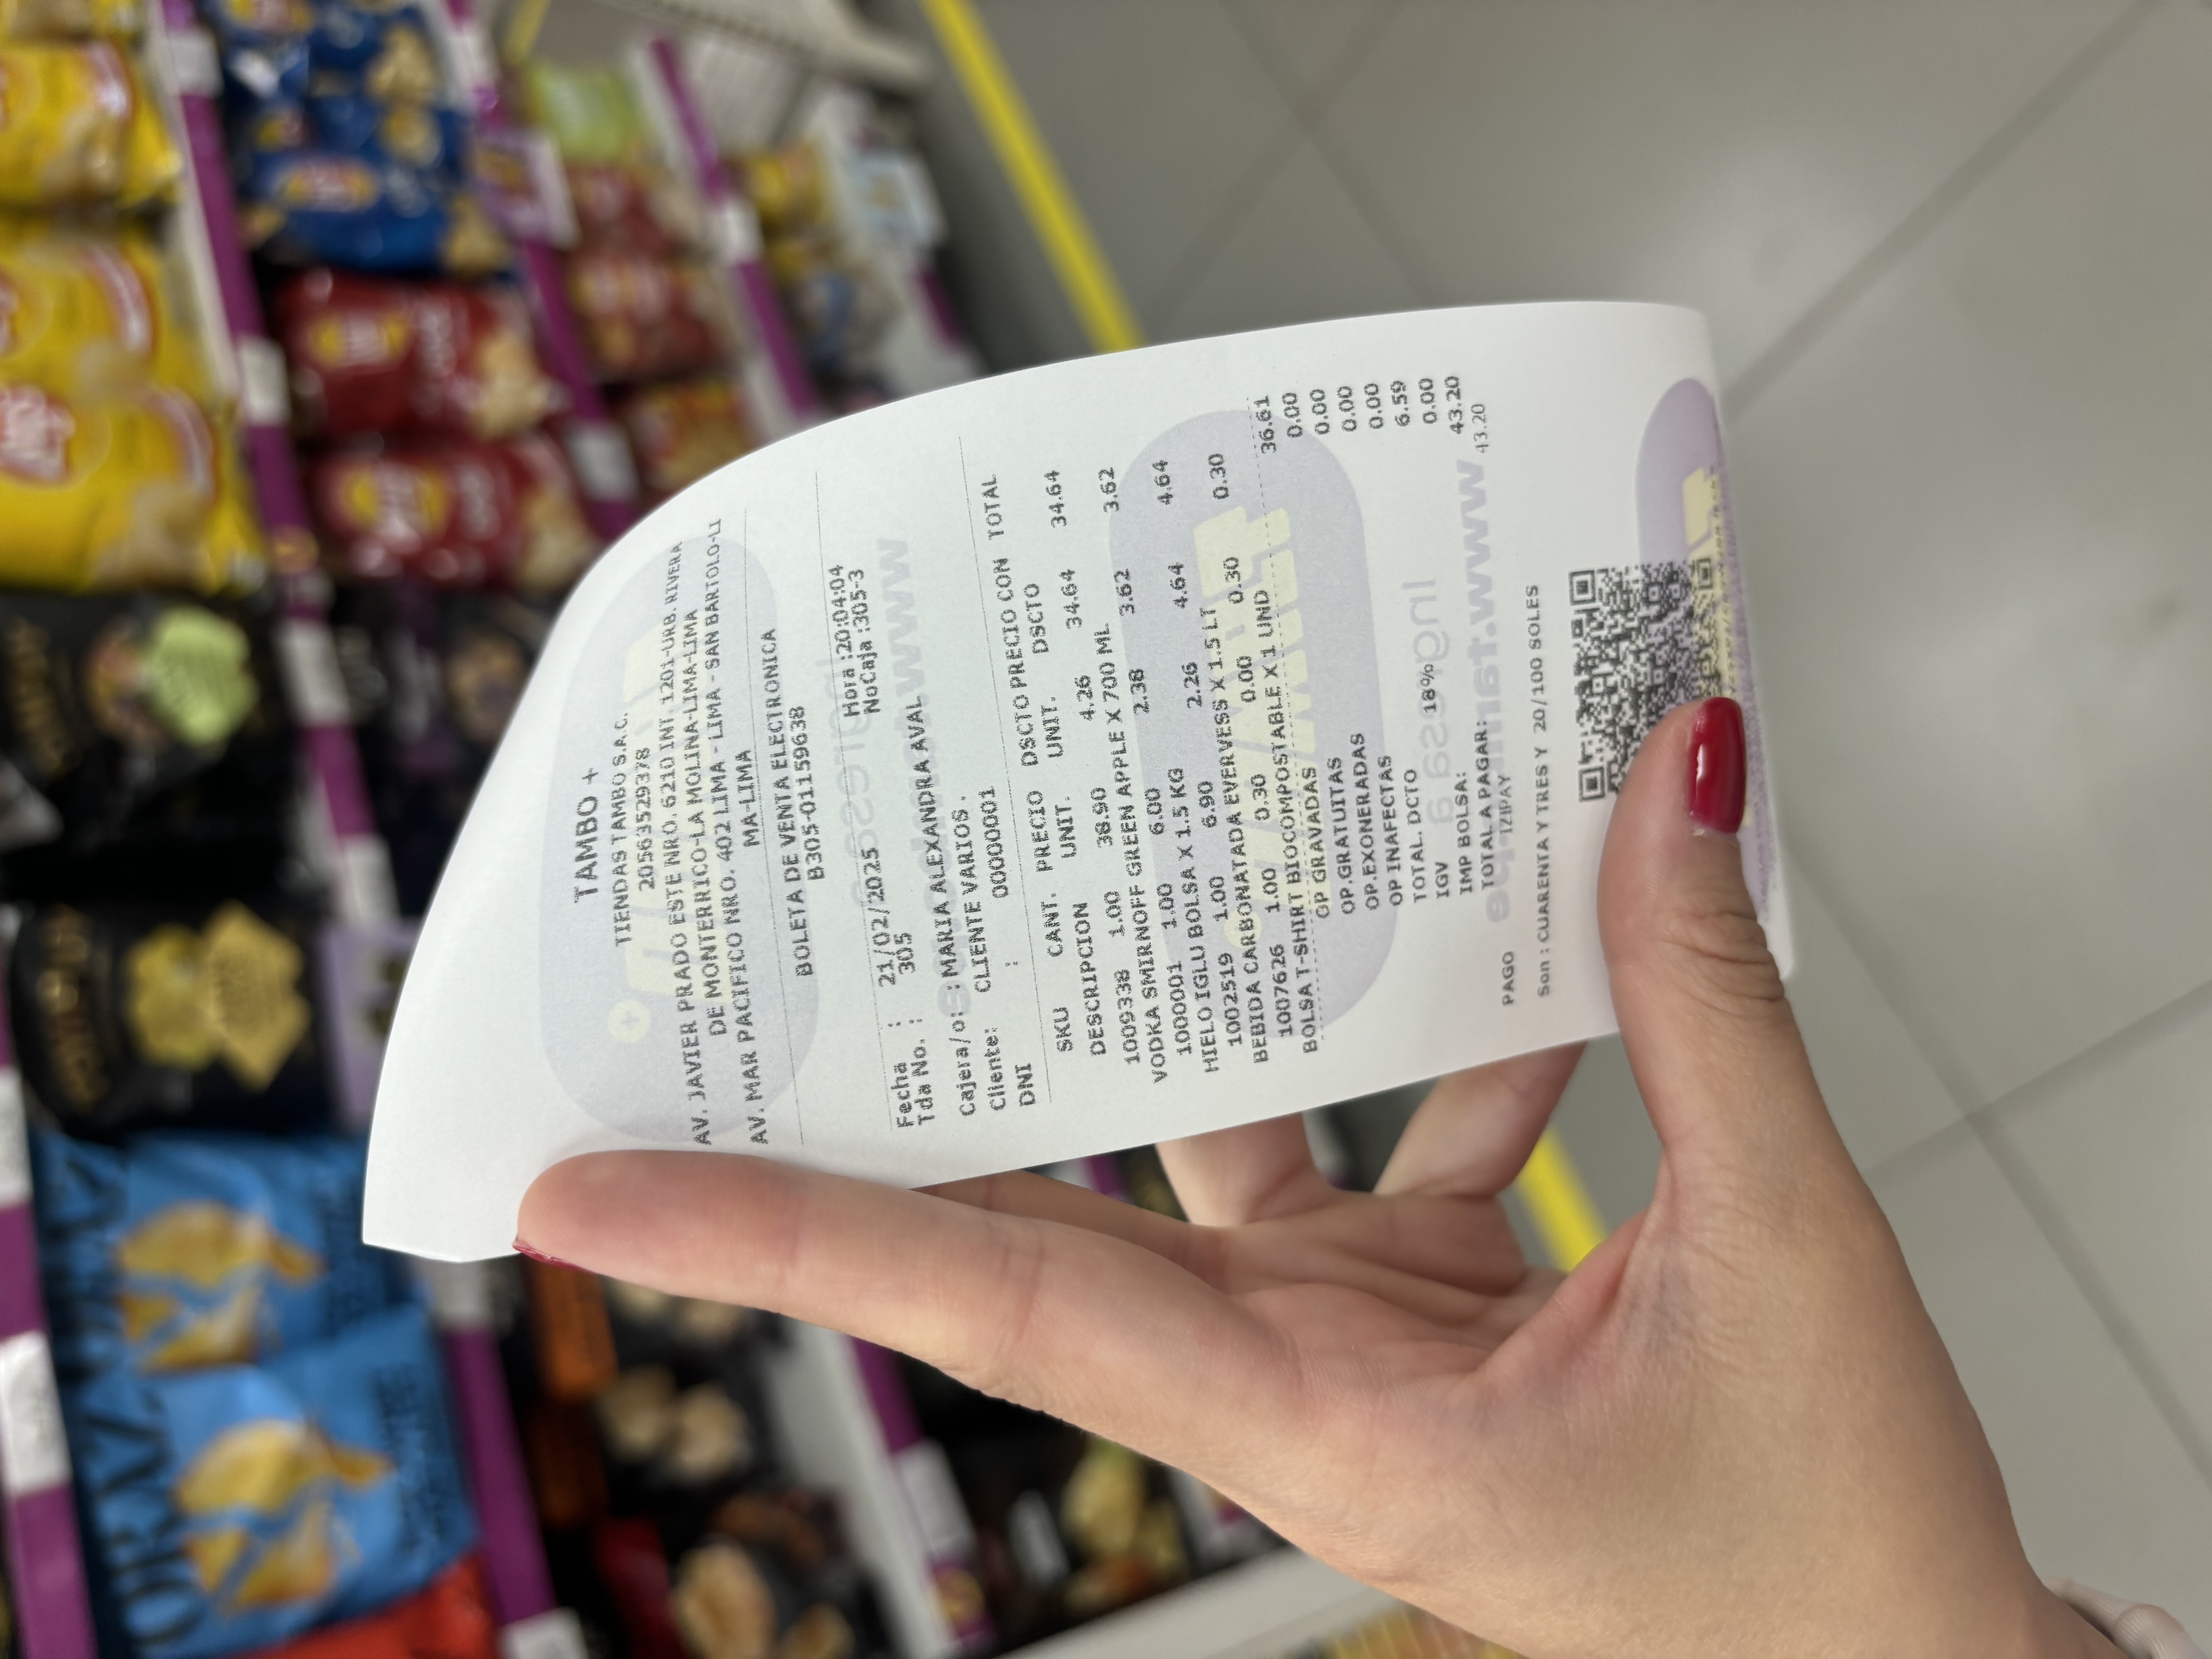 TAMBO +
TIENDAS TAMBO S.A.C.
20563529378
AV. JAVIER PRADO ESTE NRO. 6210 INT. 1201-URB. RIVERA
DE MONTERRICO-LA MOLINA-LIMA-LIMA
AV. MAR PACIFICO NRO. 402 LIMA - LIMA - SAN BARTOLO-LI
MA-LIMA
BOLETA DE VENTA ELECTRONICA
B305-01159638
Fecha : 21/02/2025 Hora :20:04:04
Tda No. : 305 NoCaja :305-3
Cajera/o: : MARIA ALEXANDRA AVAL
Cliente: CLIENTE VARIOS .
DNI : 00000001
SKU CANT. PRECIO DSCTO PRECIO CON TOTAL
DESCRIPCION UNIT. UNIT. DSCTO
1009338 1.00 38.90 4.26 34.64 34.64
VODKA SMIRNOFF GREEN APPLE X 700 ML
1000001 1.00 6.00 2.38 3.62 3.62
HIELO IGLU BOLSA X 1.5 KG
1002519 1.00 6.90 2.26 4.64 4.64
BEBIDA CARBONATADA EVERVESS X 1.5 LT
1007626 1.00 0.30 0.00 0.30 0.30
BOLSA T-SHIRT BIOCOMPOSTABLE X 1 UND
OP GRAVADAS 36.61
OP.GRATUITAS 0.00
OP.EXONERADAS 0.00
OP INAFECTAS 0.00
TOTAL. DCTO 0.00
IGV 18% 6.59
IMP BOLSA: 0.00
TOTAL A PAGAR: 43.20
PAGO IZIPAY 43.20
Son : CUARENTA Y TRES Y 20/100 SOLES